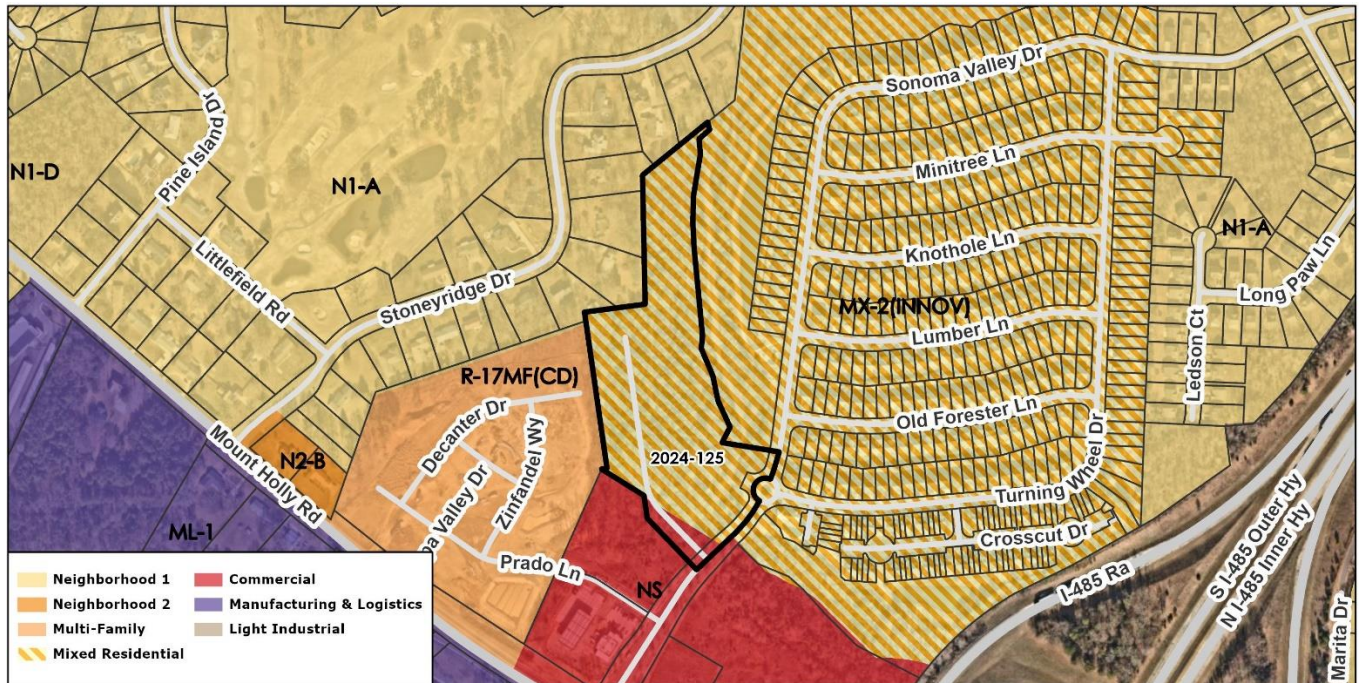 Sonoma Valley Dr
Pine Island Dr
Minitree Ln
N1-D
N1-A
N1-A
Knothole Ln
Long Paw Ln
Littlefield Rd
Stoneyridge Dr
MX-2(INNOV)
Lumber Ln
Ledson Ct
R-17MF(CD)
Decanter Dr
Old Forester Ln
Mount Holly Rd
N2-B
Zinfandel Wy
pa Valley Dr
2024-125
Turning Wheel Dr
ML-1
Crosscut Dr
S I-485 Outer Hy
N I-485 Inner Hy
Prado Ln
NS
I-485 Ra
Marita Dr
Neighborhood 1
Neighborhood 2
Multi-Family
Mixed Residential
Commercial
Manufacturing & Logistics
Light Industrial